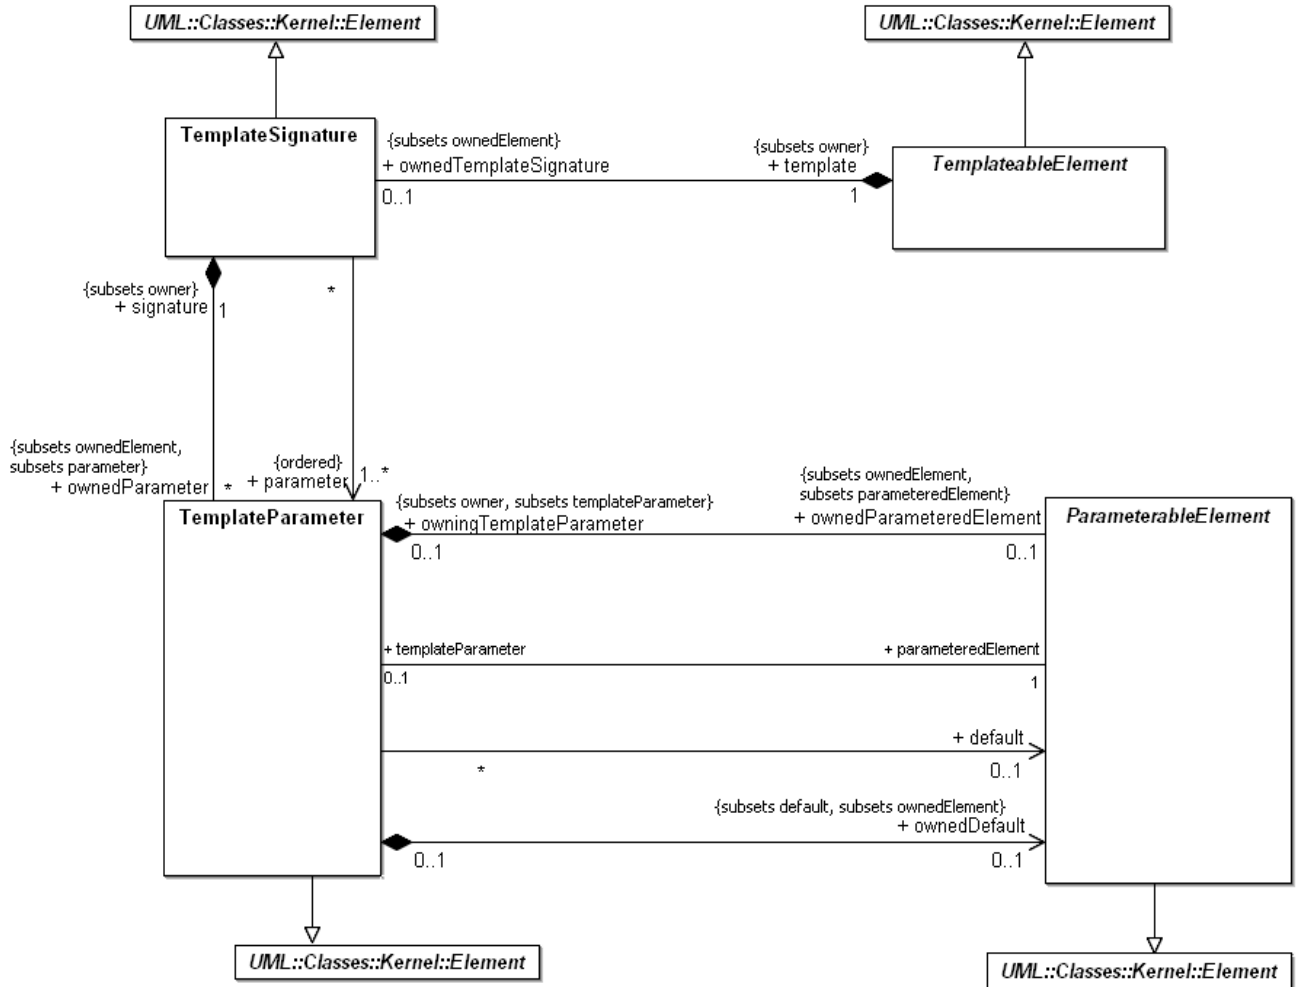 UML::Classes::Kernel::Element
UML::Classes::Kernel::Element
TemplateSignature
{subsets ownedElement}
+ ownedTemplateSignature
0..1
{subsets owner}
+ template
1
TemplateableElement
{subsets owner}
+ signature
1
*
{subsets ownedElement,
subsets parameter}
+ ownedParameter
*
{ordered}
+ parameter
1..*
TemplateParameter
{subsets owner, subsets templateParameter}
+ owningTemplateParameter
0..1
{subsets ownedElement,
subsets parameteredElement}
+ ownedParameteredElement
0..1
ParameterableElement
+ templateParameter
0..1
+ parameteredElement
1
+ default
*
0..1
{subsets default, subsets ownedElement}
+ ownedDefault
0..1
0..1
UML::Classes::Kernel::Element
UML::Classes::Kernel::Element